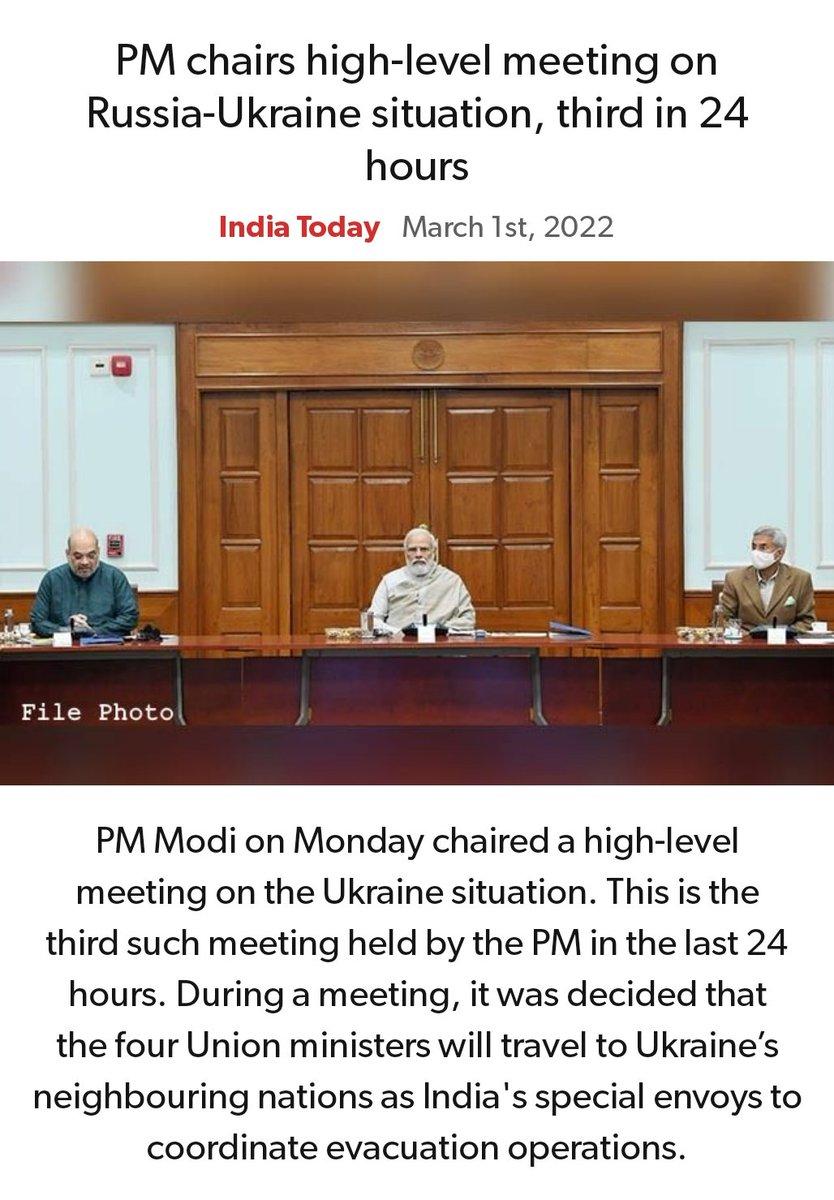 PM chairs high-level meeting on
Russia-Ukraine situation, third in 24
hours
India Today March 1st, 2022
File Photo
PM Modi on Monday chaired a high-level
meeting on the Ukraine situation. This is the
third such meeting held by the PM in the last 24
hours. During a meeting, it was decided that
the four Union ministers will travel to Ukraine’s
neighbouring nations as India's special envoys to
coordinate evacuation operations.